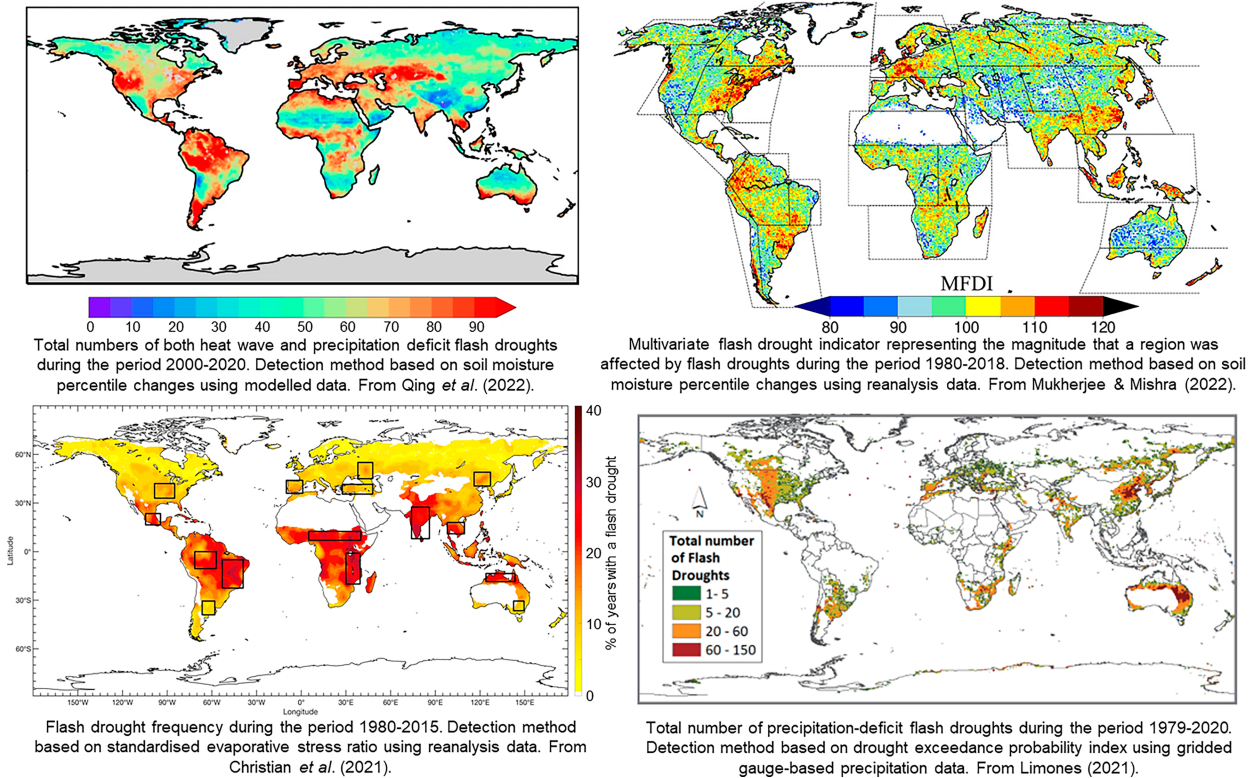 0 10 20 30 40 50 60 70 80 90
Total numbers of both heat wave and precipitation deficit flash droughts
during the period 2000-2020. Detection method based on soil moisture
percentile changes using modelled data. From Qing et al. (2022).
MFDI
80 90 100 110 120
Multivariate flash drought indicator representing the magnitude that a region was
affected by flash droughts during the period 1980-2018. Detection method based on soil
moisture percentile changes using reanalysis data. From Mukherjee & Mishra (2022).
60°N
30°N
0°
30°S
60°S
Latitude
150°W 120°W 90°W 60°W 30°W 0° 30°E 60°E 90°E 120°E 150°E
Longitude
40
30
20
10
0
% of years with a flash drought
Flash drought frequency during the period 1980-2015. Detection method
based on standardised evaporative stress ratio using reanalysis data. From
Christian et al. (2021).
N
Total number
of Flash
Droughts
1- 5
5 - 20
20 - 60
60 - 150
Total number of precipitation-deficit flash droughts during the period 1979-2020.
Detection method based on drought exceedance probability index using gridded
gauge-based precipitation data. From Limones (2021).